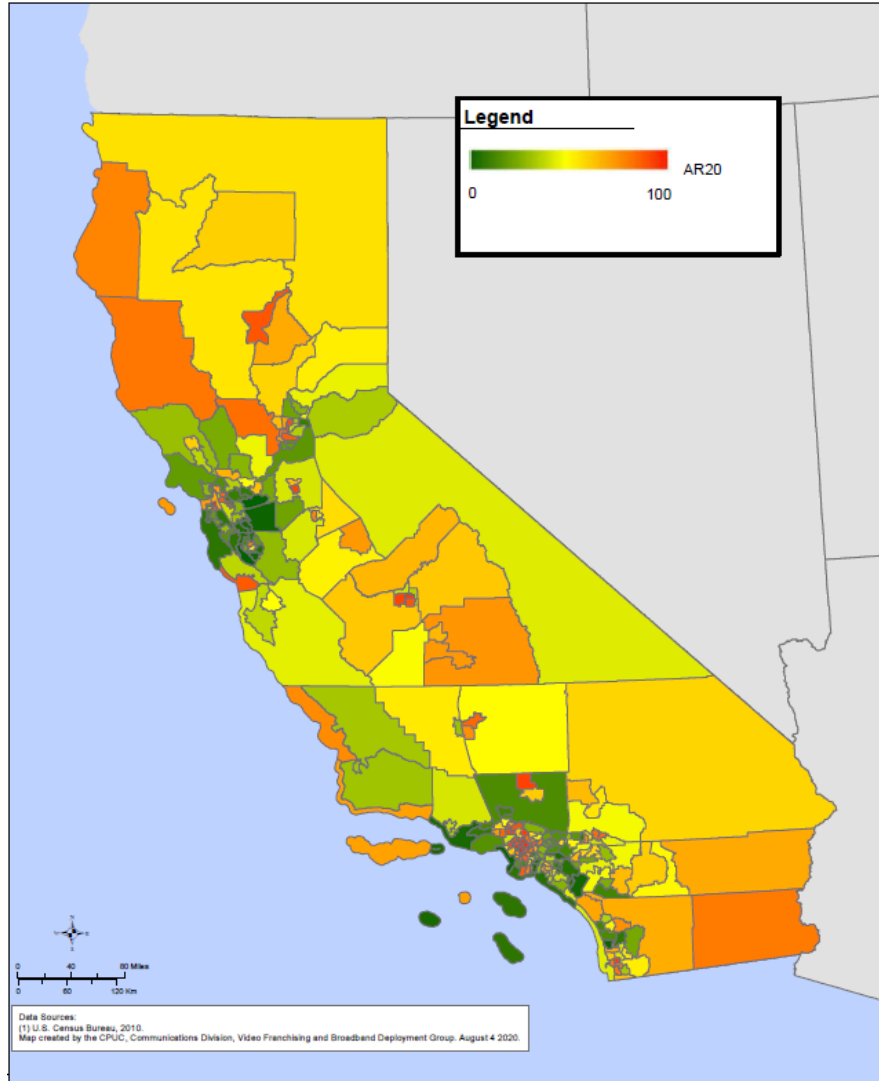 Legend
AR20
0 100
0 40 80 Miles
0 60 120 Km
Data Sources:
(1) U.S. Census Bureau, 2010.
Map created by the CPUC, Communications Division, Video Franchising and Broadband Deployment Group. August 4 2020.